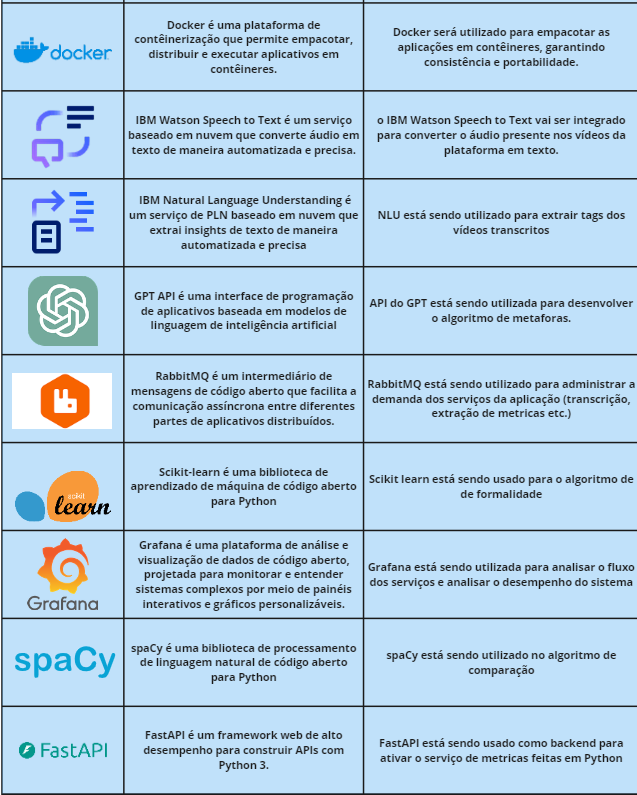 docker
Docker é uma plataforma de
contêinerização que permite empacotar,
distribuir e executar aplicativos em
contêineres.
Docker será utilizado para empacotar as
aplicações em contêineres, garantindo
consistência e portabilidade.
IBM Watson Speech to Text é um serviço
baseado em nuvem que converte áudio em
texto de maneira automatizada e precisa.
o IBM Watson Speech to Text vai ser integrado
para converter o áudio presente nos vídeos da
plataforma em texto.
IBM Natural Language Understanding é
um serviço de PLN baseado em nuvem que
extrai insights de texto de maneira
automatizada e precisa
NLU está sendo utilizado para extrair tags dos
vídeos transcritos
GPT API é uma interface de programação
de aplicativos baseada em modelos de
linguagem de inteligência artificial
API do GPT está sendo utilizada para desenvolver
o algoritmo de metaforas.
RabbitMQ é um intermediário de
mensagens de código aberto que facilita a
comunicação assíncrona entre diferentes
partes de aplicativos distribuídos.
RabbitMQ está sendo utilizado para administrar a
demanda dos serviços da aplicação (transcrição,
extração de metricas etc.)
scikit
learn
Scikit-learn é uma biblioteca de
aprendizado de máquina de código aberto
para Python
Scikit learn está sendo usado para o algoritmo de
de formalidade
Grafana
Grafana é uma plataforma de análise e
visualização de dados de código aberto,
projetada para monitorar e entender
sistemas complexos por meio de painéis
interativos e gráficos personalizáveis.
Grafana está sendo utilizada para analisar o fluxo
dos serviços e analisar o desempenho do sistema
spaCy
spaCy é uma biblioteca de processamento
de linguagem natural de código aberto
para Python
spaCy está sendo utilizado no algoritmo de
comparação
FastAPI
FastAPI é um framework web de alto
desempenho para construir APIs com
Python 3.
FastAPI está sendo usado como backend para
ativar o serviço de metricas feitas em Python